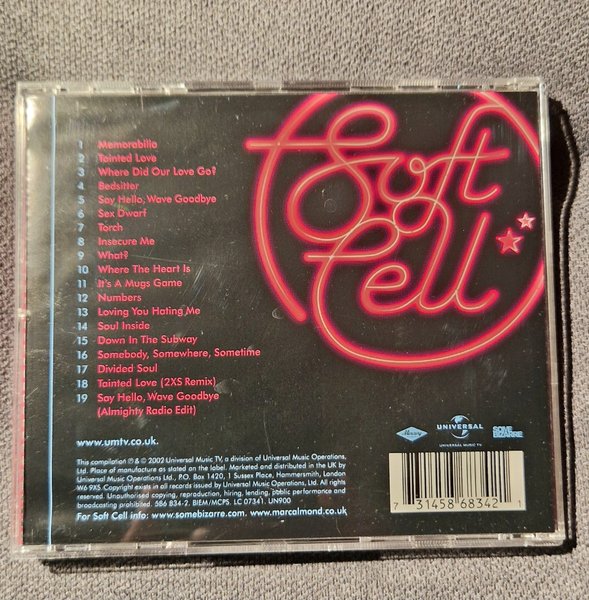 Soft
Cell
1 Memorabilia
2 Tainted Love
3 Where Did Our Love Go?
4 Bedsitter
5 Say Hello, Wave Goodbye
6 Sex Dwarf
7 Torch
8 Insecure Me
9 What?
10 Where The Heart Is
11 It's A Mugs Game
12 Numbers
13 Loving You Hating Me
14 Soul Inside
15 Down In The Subway
16 Somebody, Somewhere, Sometime
17 Divided Soul
18 Tainted Love (2XS Remix)
19 Say Hello, Wave Goodbye
(Almighty Radio Edit)
www.umtv.co.uk.
Mercury
UNIVERSAL
UNIVERSAL MUSIC TV
SOME
BIZARRE
This compilation ℗ & © 2002 Universal Music TV, a division of Universal Music Operations,
Ltd. Place of manufacture as stated on the label. Marketed and distributed in the UK by
Universal Music Operations Ltd., P.O. Box 1420, 1 Sussex Place, Hammersmith, London
W6 9XS. Copyright exists in all records issued by Universal Music Operations, Ltd. All rights
reserved. Unauthorised copying, reproduction, hiring, lending, public performance and
broadcasting prohibited. 586 834-2. BIEM/MCPS. LC 07341. UN900
For Soft Cell info: www.somebizarre.com. www.marcalmond.co.uk
7 31458 68342 1